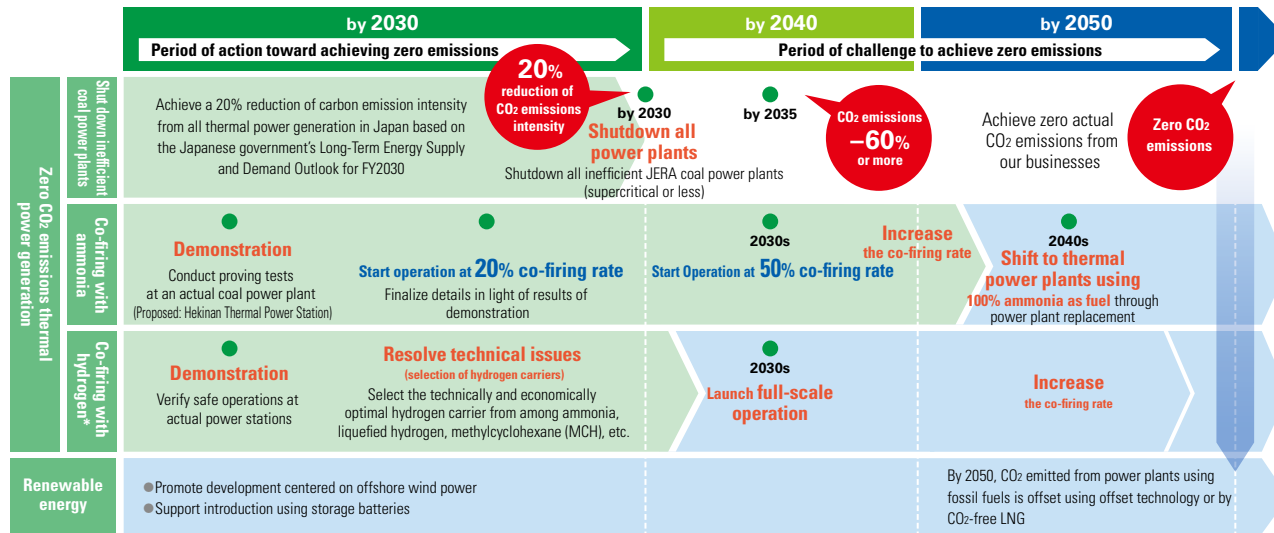 by 2030
by 2040
by 2050
Period of action toward achieving zero emissions
Period of challenge to achieve zero emissions
Zero CO2 emissions thermal
power generation
Shut down inefficient
coal power plants
Achieve a 20% reduction of carbon emission intensity
from all thermal power generation in Japan based on
the Japanese government's Long-Term Energy Supply
and Demand Outlook for FY2030
20%
reduction of
CO2 emissions
intensity
by 2030
Shutdown all
power plants
Shutdown all inefficient JERA coal power plants
(supercritical or less)
by 2035
CO2 emissions
–60%
or more
Achieve zero actual
CO2 emissions from
our businesses
Zero CO2
emissions
Co-firing with
ammonia
Demonstration
Conduct proving tests
at an actual coal power plant
(Proposed: Hekinan Thermal Power Station)
Start operation at 20% co-firing rate
Finalize details in light of results of
demonstration
2030s
Start Operation at 50% co-firing rate
Increase
the co-firing rate
2040s
Shift to thermal
power plants using
100% ammonia as fuel through
power plant replacement
Co-firing with
hydrogen*
Demonstration
Verify safe operations at
actual power stations
Resolve technical issues
(selection of hydrogen carriers)
Select the technically and economically
optimal hydrogen carrier from among ammonia,
liquefied hydrogen, methylcyclohexane (MCH), etc.
2030s
Launch full-scale
operation
Increase
the co-firing rate
Renewable
energy
●Promote development centered on offshore wind power
●Support introduction using storage batteries
By 2050, CO2 emitted from power plants using
fossil fuels is offset using offset technology or by
CO2-free LNG